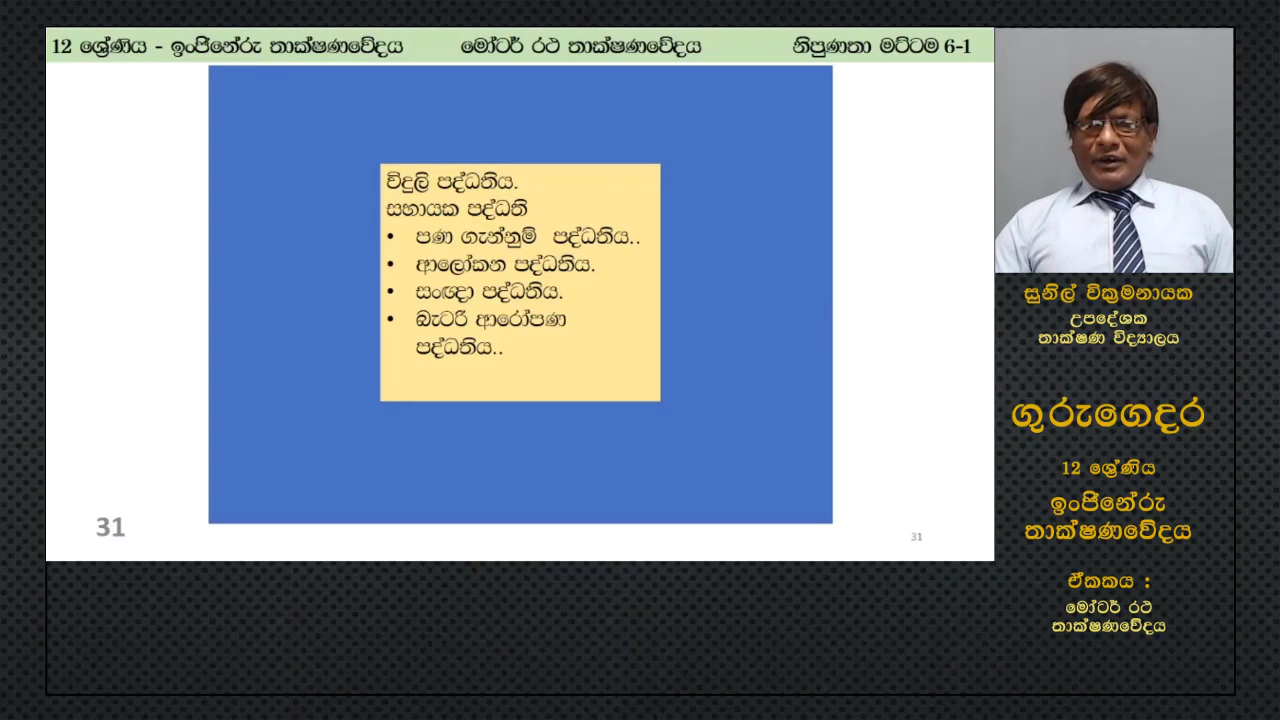 12 ශ්‍රේණිය - ඉංජිනේරු තාක්ෂණවේදය මෝටර් රථ තාක්ෂණවේදය නිපුණතා මට්ටම 6-1
විදුලි පද්ධතිය.
සහායක පද්ධති
• පණ ගැන්නුම් පද්ධතිය..
• ආලෝකන පද්ධතිය.
• සංඥා පද්ධතිය.
• බැටරි ආරෝපණ
පද්ධතිය..
31
31
සුනිල් වික්‍රමනායක
උපදේශක
තාක්ෂණ විද්‍යාලය
ගුරුගෙදර
12 ශ්‍රේණිය
ඉංජිනේරු
තාක්ෂණවේදය
ඒකකය :
මෝටර් රථ
තාක්ෂණවේදය